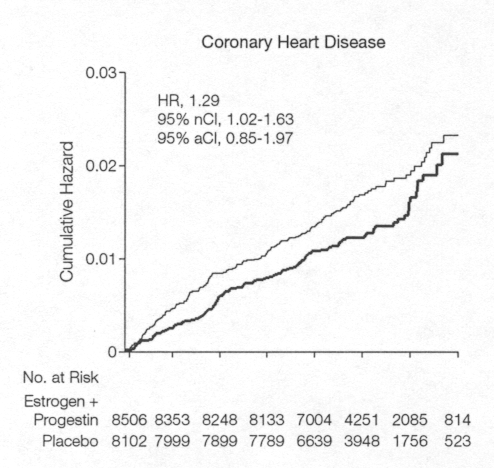 Coronary Heart Disease
0.03
HR, 1.29
95% nCI, 1.02-1.63
95% aCI, 0.85-1.97
0.02
Cumulative Hazard
0.01
0
No. at Risk
Estrogen +
Progestin 8506 8353 8248 8133 7004 4251 2085 814
Placebo 8102 7999 7899 7789 6639 3948 1756 523